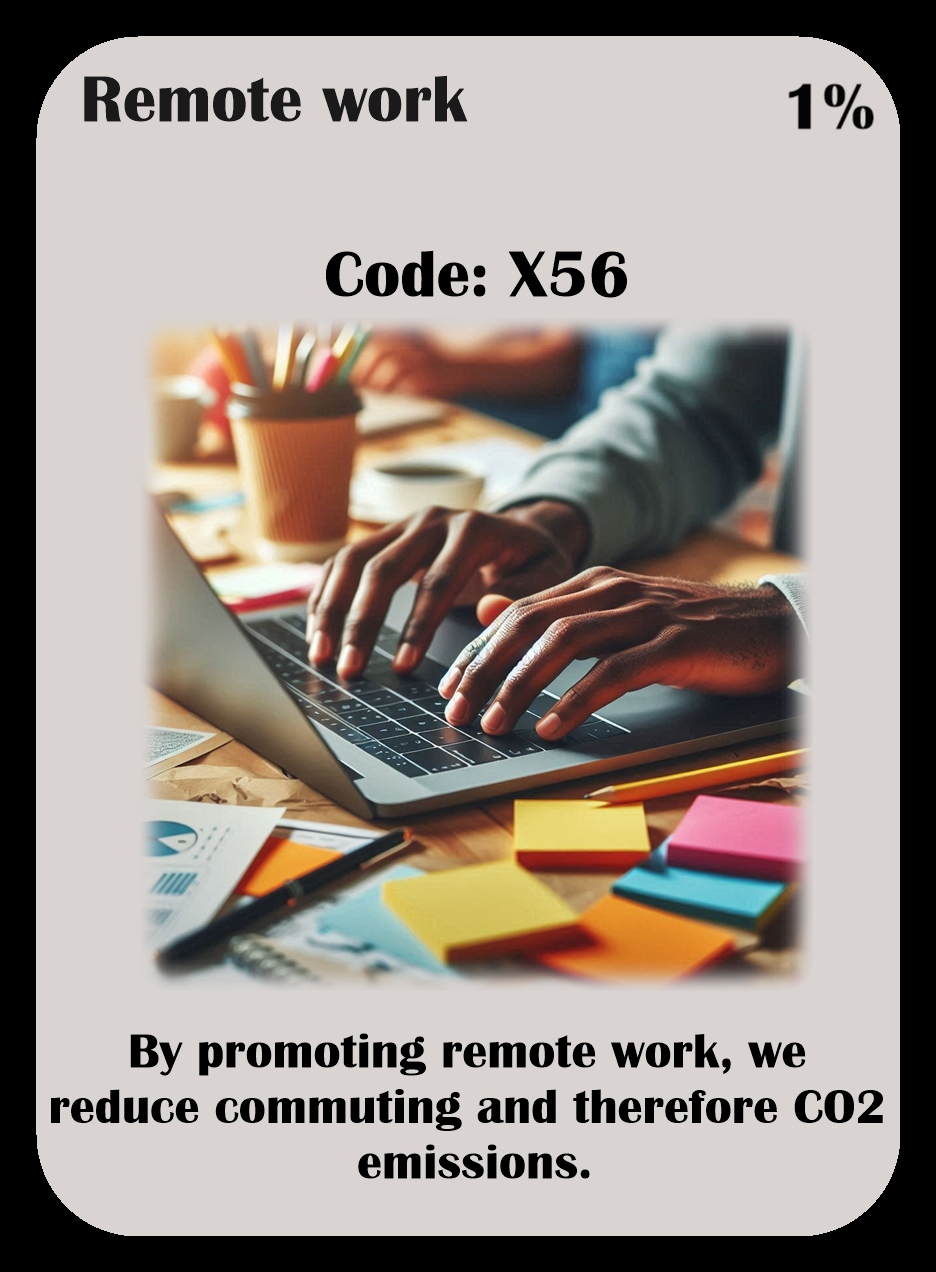 Remote work 1%
Code: X56
By promoting remote work, we
reduce commuting and therefore CO2
emissions.